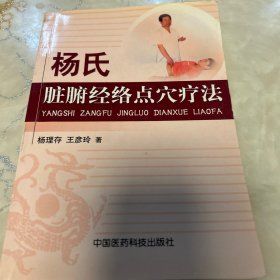 杨氏
脏腑经络点穴疗法
YANGSHI ZANGFU JINGLUO DIANXUE LIAOFA
杨理存 王彦玲 著
中国医药科技出版社